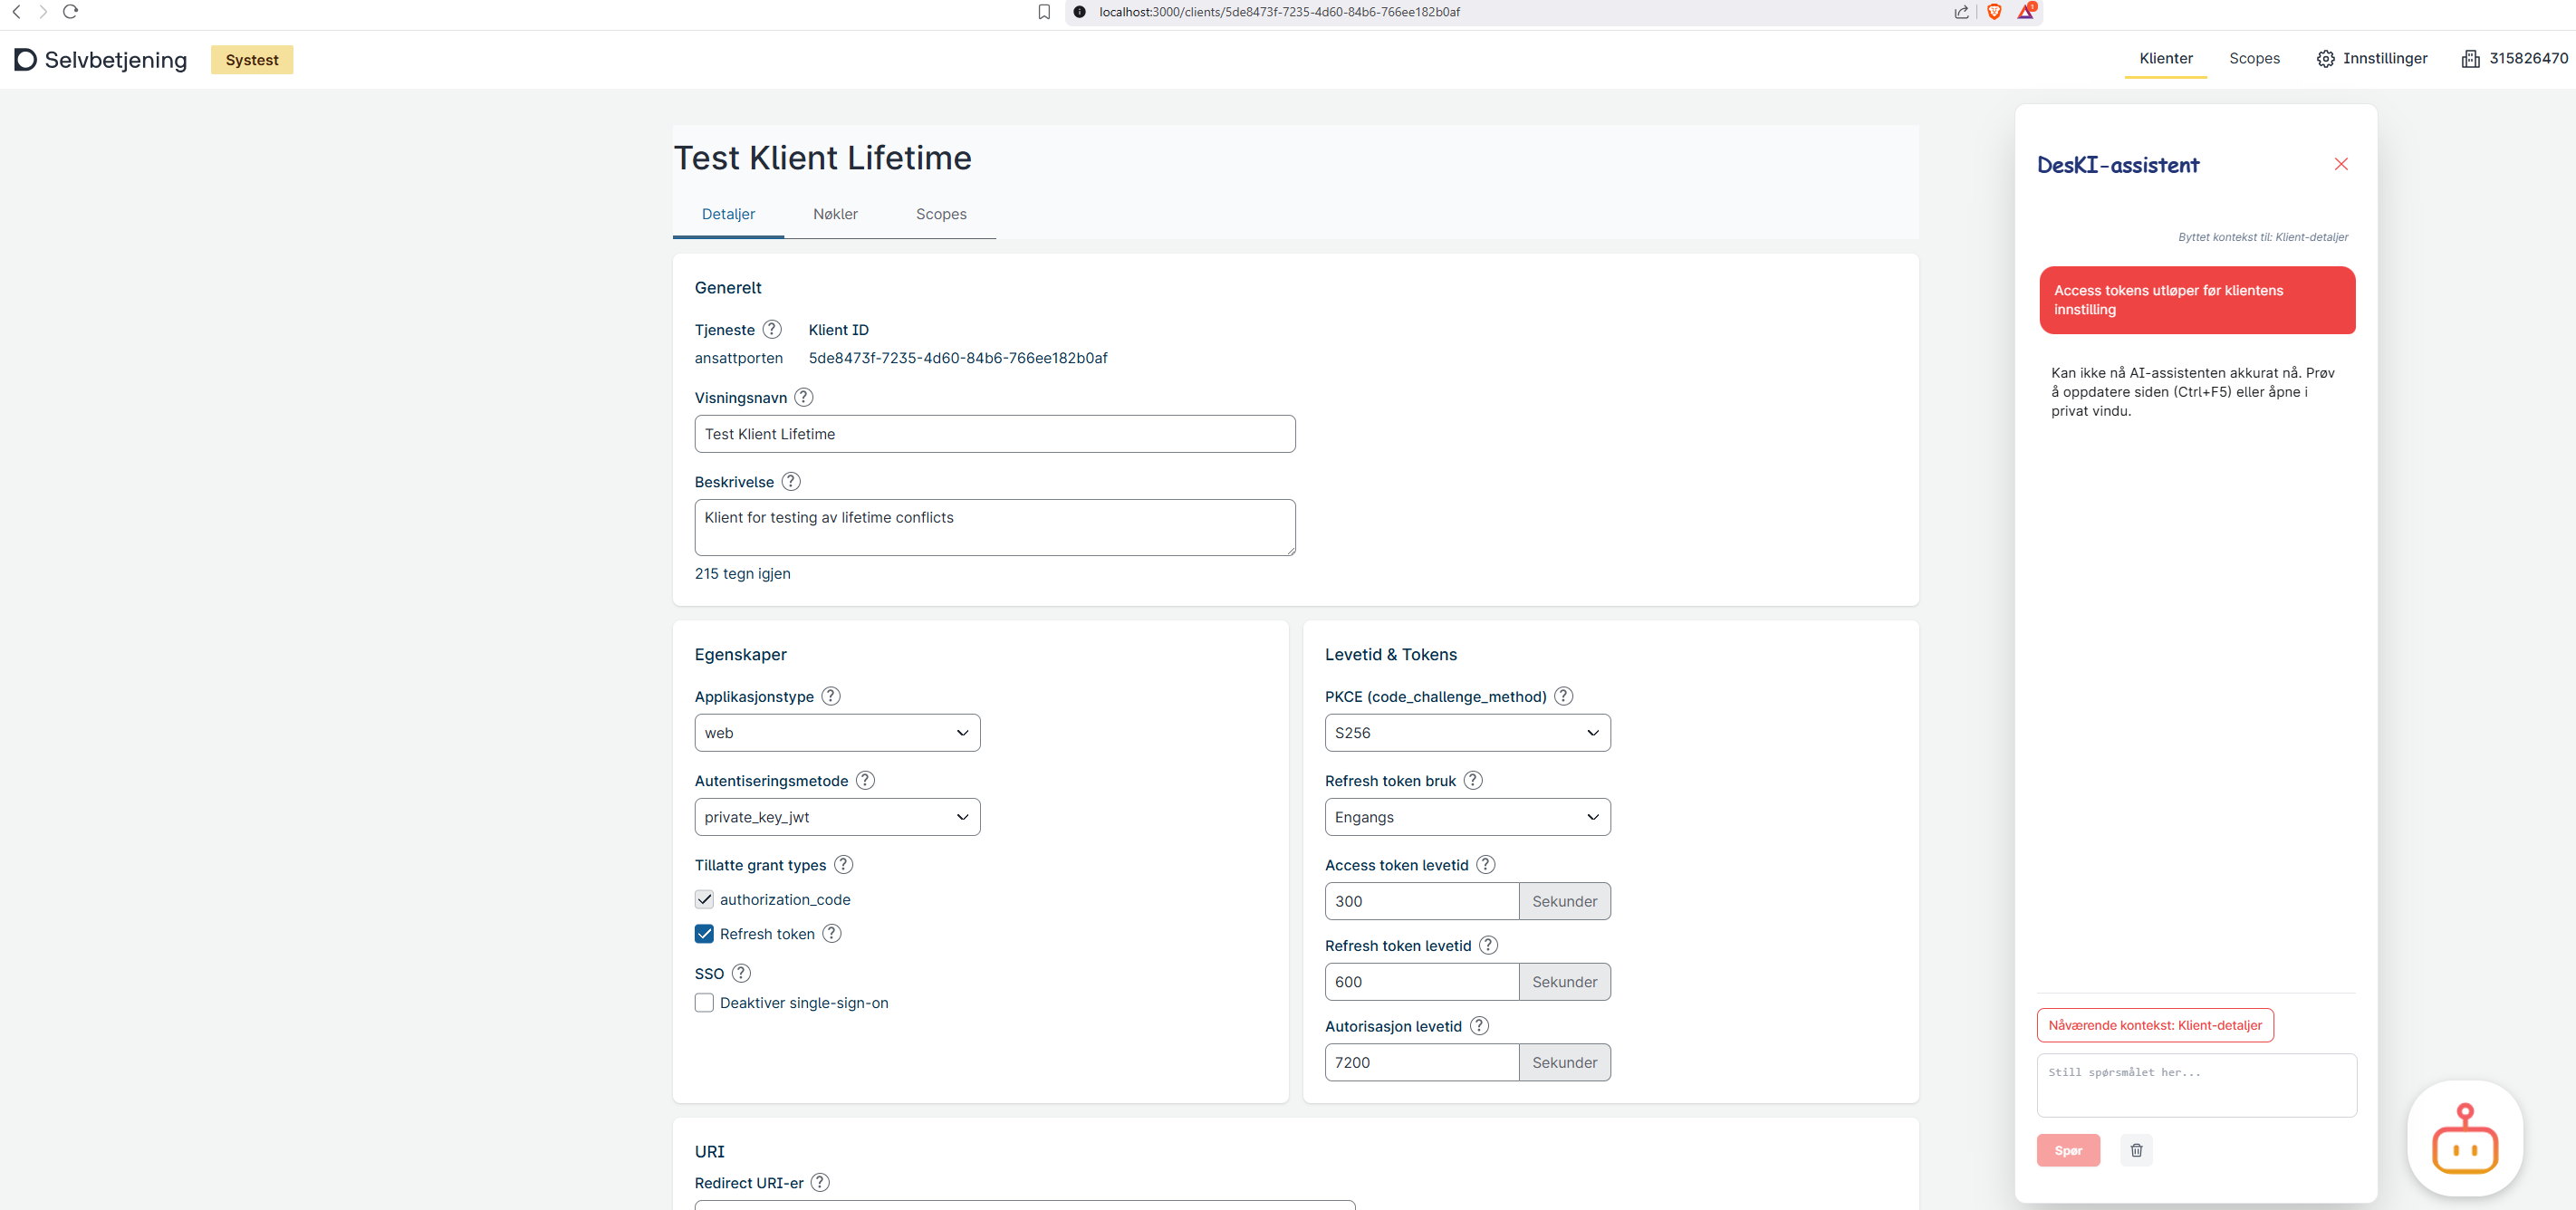 localhost:3000/clients/5de8473f-7235-4d60-84b6-766ee182b0af
1
Selvbetjening
Systest
Klienter
Scopes
Innstillinger
315826470
Test Klient Lifetime
Detaljer
Nøkler
Scopes
Generelt
Tjeneste ?
Klient ID
ansattporten
5de8473f-7235-4d60-84b6-766ee182b0af
Visningsnavn ?
Test Klient Lifetime
Beskrivelse ?
Klient for testing av lifetime conflicts
215 tegn igjen
Egenskaper
Applikasjonstype ?
web
Autentiseringsmetode ?
private_key_jwt
Tillatte grant types ?
authorization_code
Refresh token ?
SSO ?
Deaktiver single-sign-on
Levetid & Tokens
PKCE (code_challenge_method) ?
S256
Refresh token bruk ?
Engangs
Access token levetid ?
300 Sekunder
Refresh token levetid ?
600 Sekunder
Autorisasjon levetid ?
7200 Sekunder
URI
Redirect URI-er ?
DesKI-assistent
Byttet kontekst til: Klient-detaljer
Access tokens utløper før klientens
innstilling
Kan ikke nå AI-assistenten akkurat nå. Prøv
å oppdatere siden (Ctrl+F5) eller åpne i
privat vindu.
Nåværende kontekst: Klient-detaljer
Still spørsmålet her...
Spør